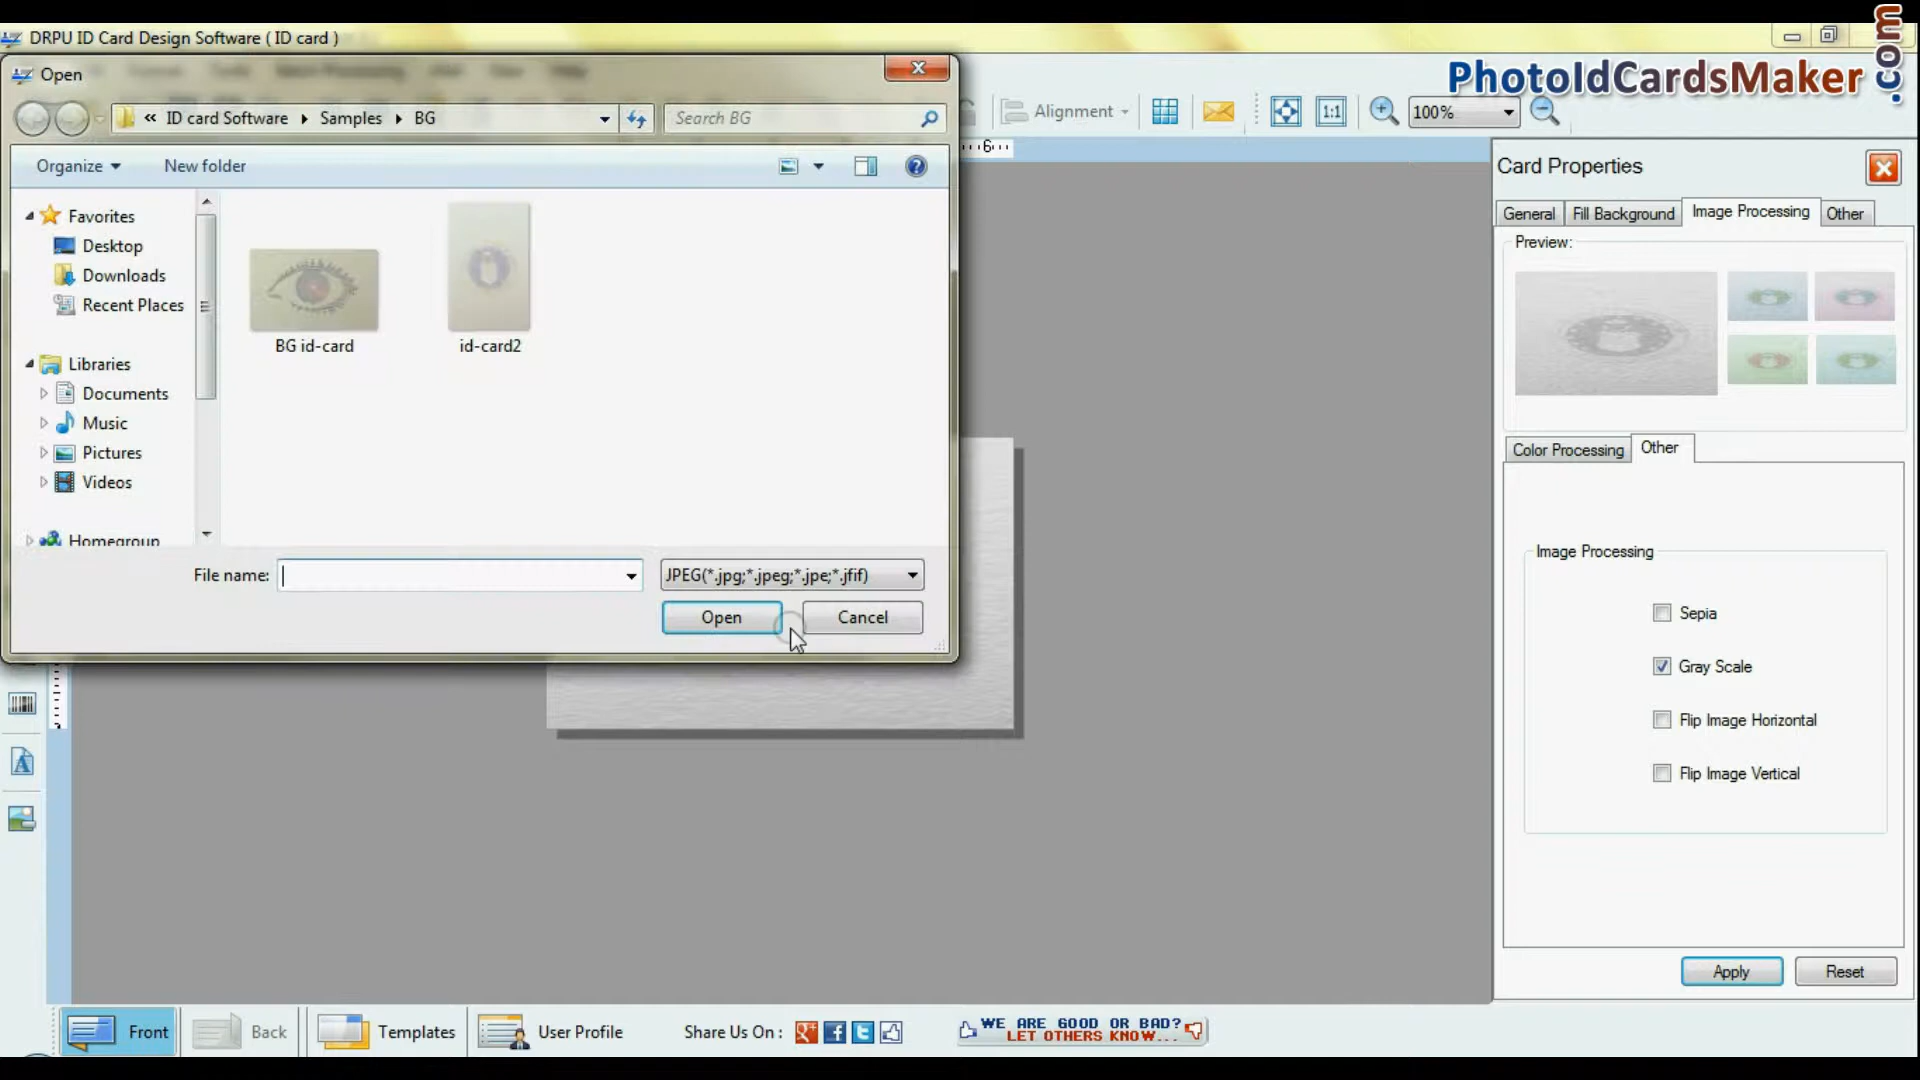 DRPU ID Card Design Software ( ID card )
PhotoIdCardsMaker
.com
Open
« ID card Software Samples BG
Search BG
Organize
New folder
Favorites
Desktop
Downloads
Recent Places
Libraries
Documents
Music
Pictures
Videos
Homegroup
BG id-card
id-card2
File name:
JPEG(*.jpg;*.jpeg;*.jpe;*.jfif)
Open
Cancel
Alignment
1:1
100%
6
Card Properties
General
Fill Background
Image Processing
Other
Preview:
Color Processing
Other
Image Processing
Sepia
Gray Scale
Flip Image Horizontal
Flip Image Vertical
Apply
Reset
Front
Back
Templates
User Profile
Share Us On :
WE ARE GOOD OR BAD?
LET OTHERS KNOW...